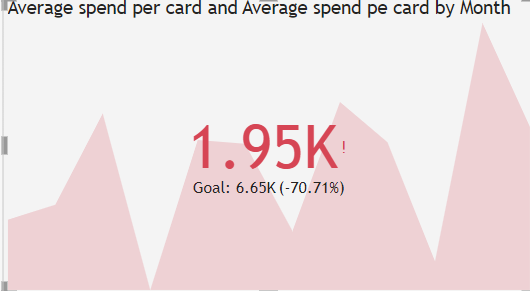 Average spend per card and Average spend pe card by Month
1.95K!
Goal: 6.65K (-70.71%)